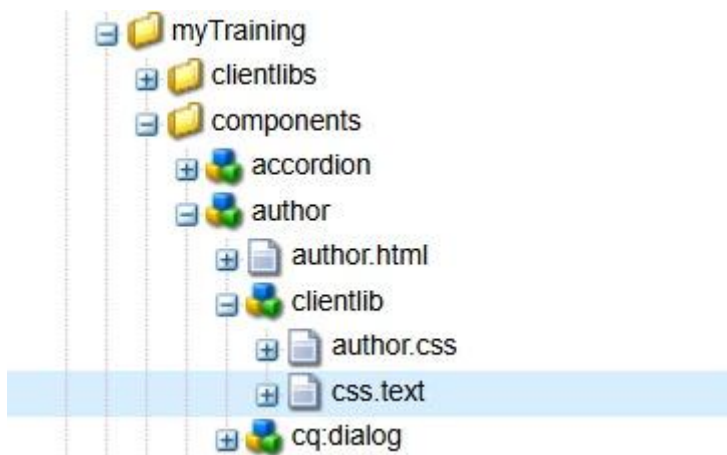 myTraining
clientlibs
components
accordion
author
author.html
clientlib
author.css
css.text
cq:dialog